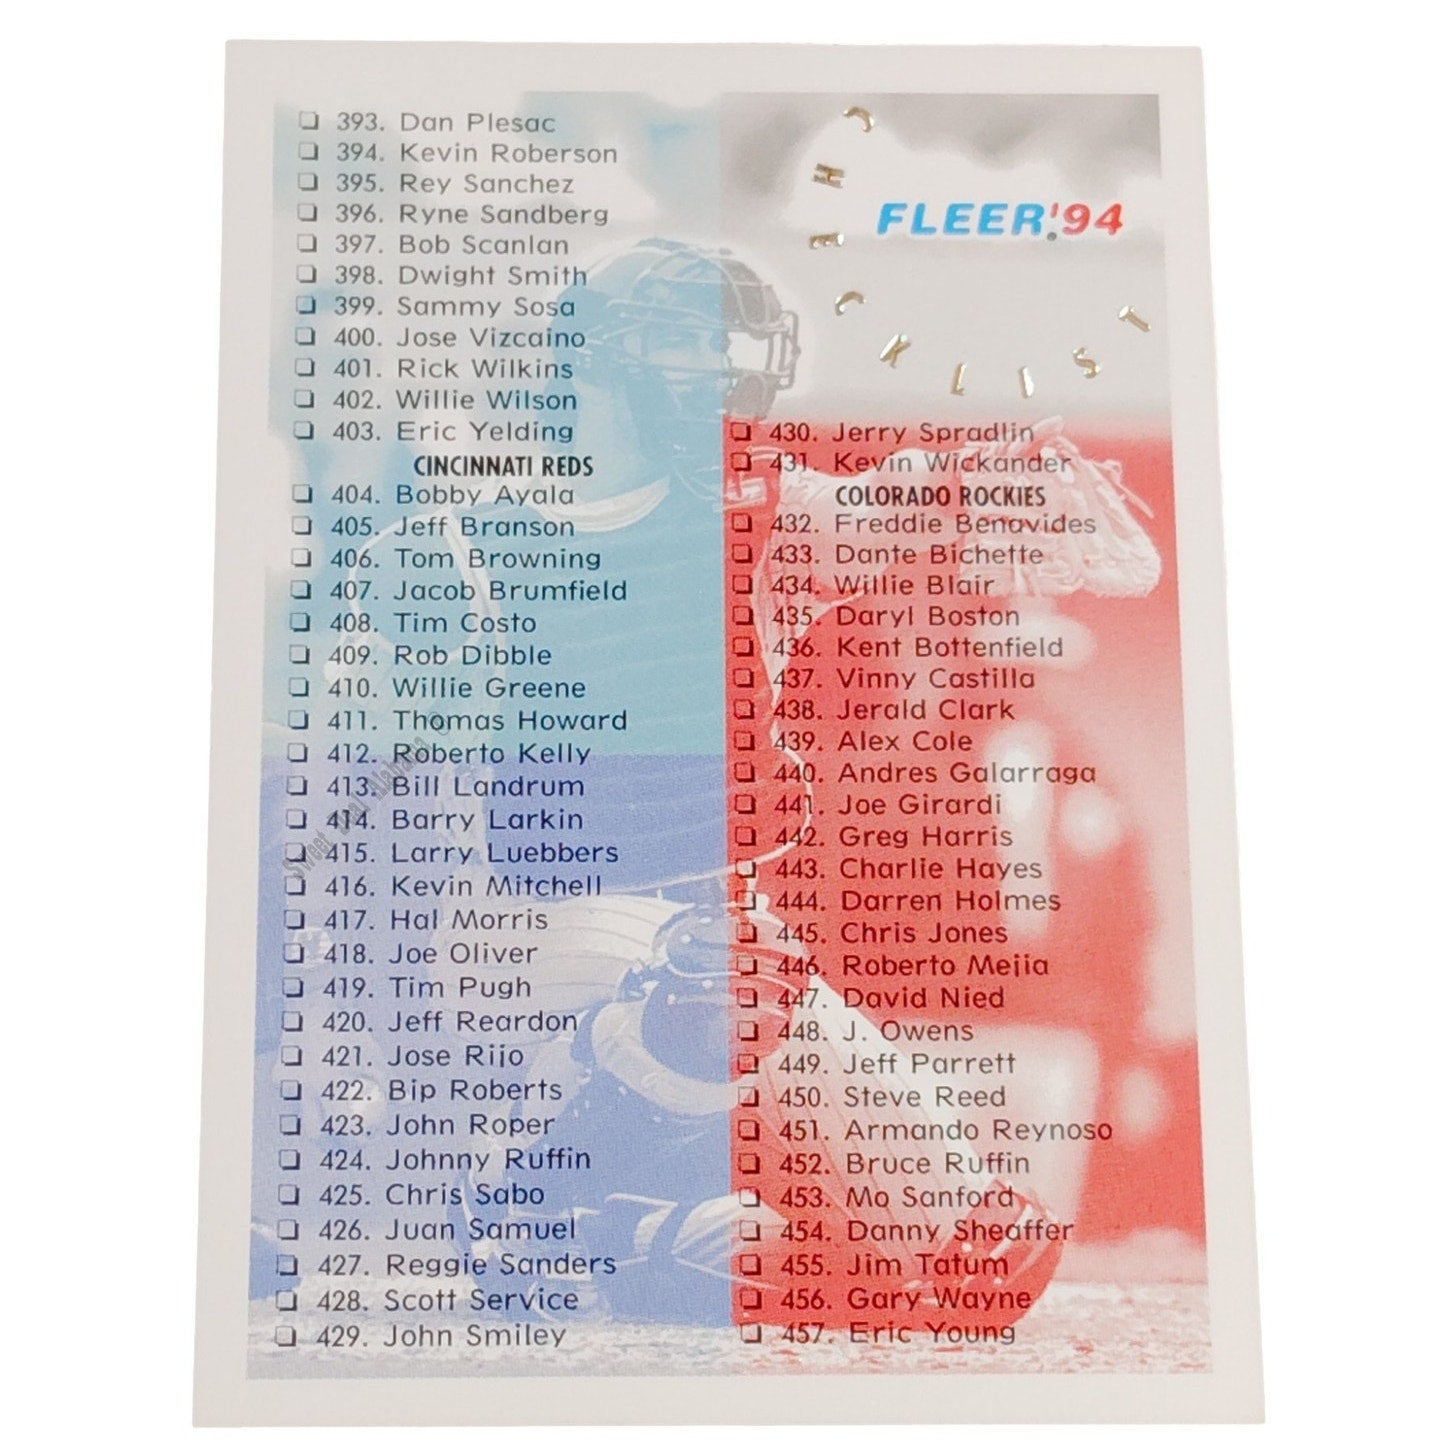 393. Dan Plesac
394. Kevin Roberson
395. Rey Sanchez
396. Ryne Sandberg
397. Bob Scanlan
398. Dwight Smith
399. Sammy Sosa
400. Jose Vizcaino
401. Rick Wilkins
402. Willie Wilson
403. Eric Yelding
CINCINNATI REDS
404. Bobby Ayala
405. Jeff Branson
406. Tom Browning
407. Jacob Brumfield
408. Tim Costo
409. Rob Dibble
410. Willie Greene
411. Thomas Howard
412. Roberto Kelly
413. Bill Landrum
414. Barry Larkin
415. Larry Luebbers
416. Kevin Mitchell
417. Hal Morris
418. Joe Oliver
419. Tim Pugh
420. Jeff Reardon
421. Jose Rijo
422. Bip Roberts
423. John Roper
424. Johnny Ruffin
425. Chris Sabo
426. Juan Samuel
427. Reggie Sanders
428. Scott Service
429. John Smiley
CHECKLIST
FLEER '94
430. Jerry Spradlin
431. Kevin Wickander
COLORADO ROCKIES
432. Freddie Benavides
433. Dante Bichette
434. Willie Blair
435. Daryl Boston
436. Kent Bottenfield
437. Vinny Castilla
438. Jerald Clark
439. Alex Cole
440. Andres Galarraga
441. Joe Girardi
442. Greg Harris
443. Charlie Hayes
444. Darren Holmes
445. Chris Jones
446. Roberto Mejia
447. David Nied
448. J. Owens
449. Jeff Parrett
450. Steve Reed
451. Armando Reynoso
452. Bruce Ruffin
453. Mo Sanford
454. Danny Sheaffer
455. Jim Tatum
456. Gary Wayne
457. Eric Young
Sweet Alabama ©